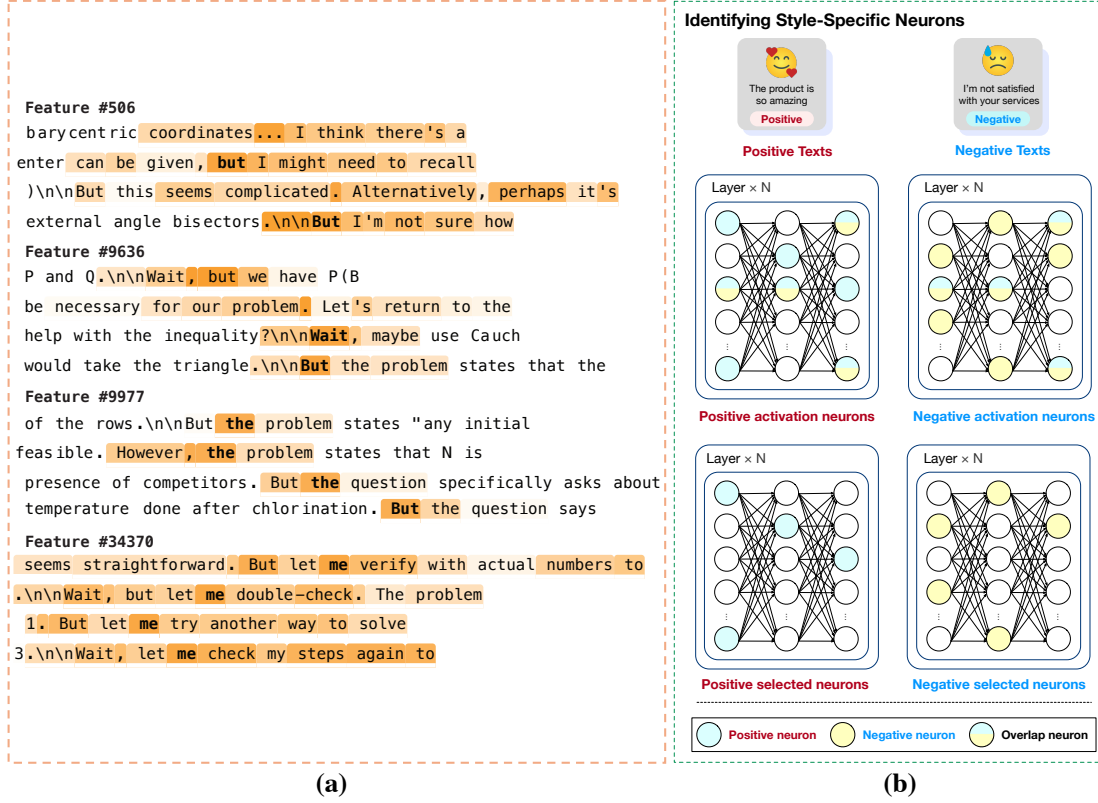 Feature #506
barycentric coordinates... I think there's a
enter can be given, but I might need to recall
)\n\nBut this seems complicated. Alternatively, perhaps it's
external angle bisectors.\n\nBut I'm not sure how
Feature #9636
P and Q.\n\nWait, but we have P(B
be necessary for our problem. Let's return to the
help with the inequality?\n\nWait, maybe use Cauch
would take the triangle.\n\nBut the problem states that the
Feature #9977
of the rows.\n\nBut the problem states "any initial
feasible. However, the problem states that N is
presence of competitors. But the question specifically asks about
temperature done after chlorination. But the question says
Feature #34370
seems straightforward. But let me verify with actual numbers to
.\n\nWait, but let me double-check. The problem
1. But let me try another way to solve
3.\n\nWait, let me check my steps again to
(a)
Identifying Style-Specific Neurons
The product is
so amazing
Positive
Positive Texts
I'm not satisfied
with your services
Negative
Negative Texts
Layer × N
Positive activation neurons
Layer × N
Negative activation neurons
Layer × N
Positive selected neurons
Layer × N
Negative selected neurons
Positive neuron
Negative neuron
Overlap neuron
(b)